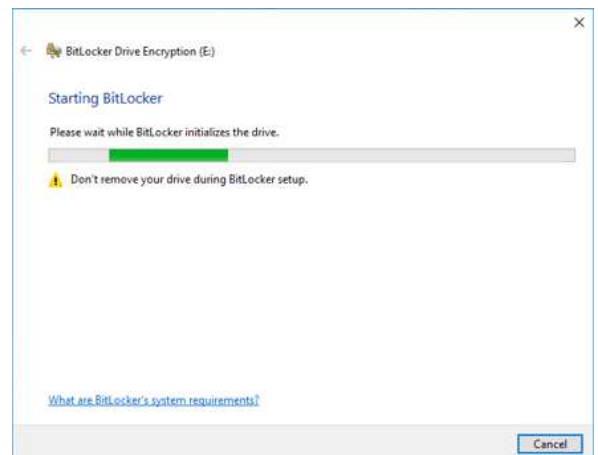 BitLocker Drive Encryption (E:)
Starting BitLocker
Please wait while BitLocker initializes the drive.
Don't remove your drive during BitLocker setup.
What are BitLocker's system requirements?
Cancel